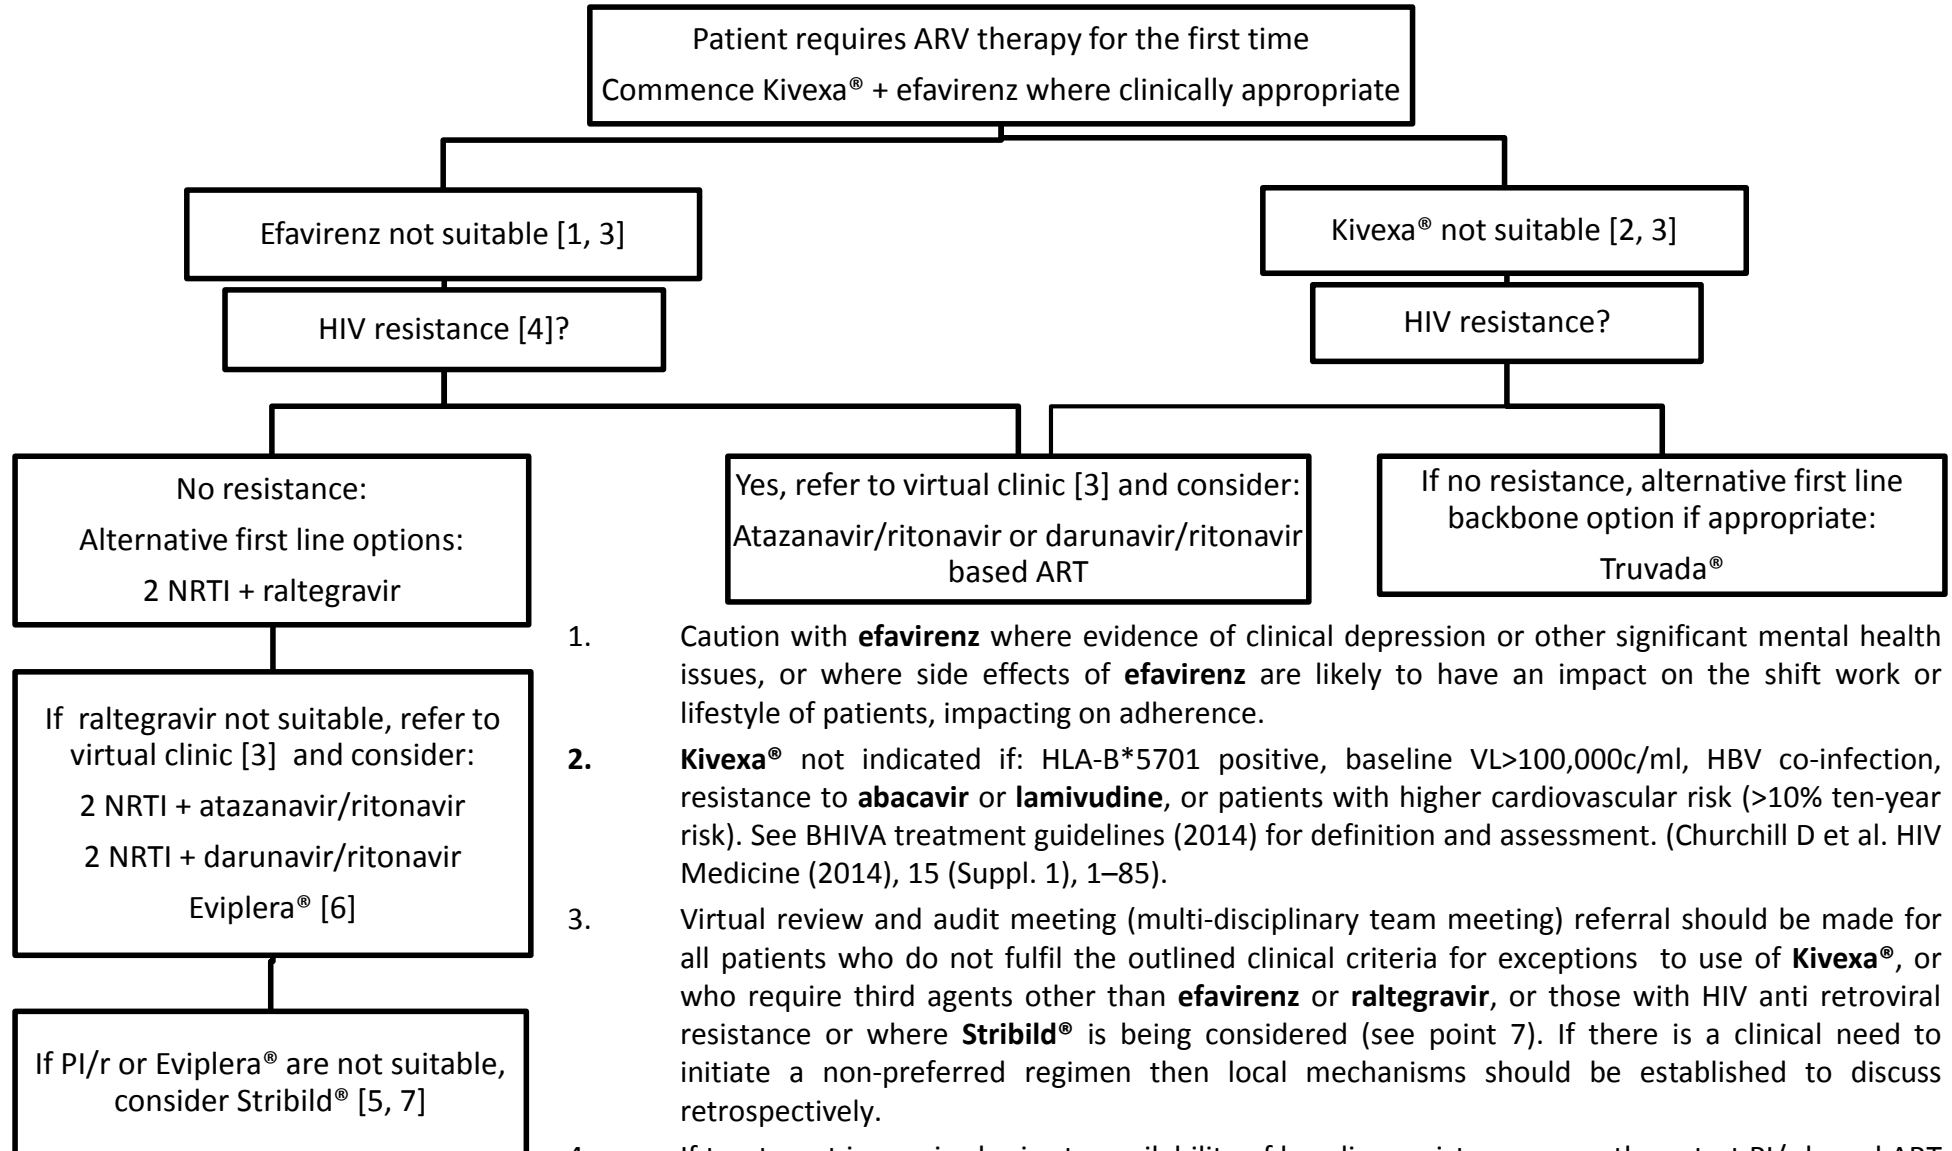 Patient requires ARV therapy for the first time
Commence Kivexa® + efavirenz where clinically appropriate
Efavirenz not suitable [1, 3]
Kivexa® not suitable [2, 3]
HIV resistance [4]?
HIV resistance?
No resistance:
Alternative first line options:
2 NRTI + raltegravir
Yes, refer to virtual clinic [3] and consider:
Atazanavir/ritonavir or darunavir/ritonavir
based ART
If no resistance, alternative first line
backbone option if appropriate:
Truvada®
If raltegravir not suitable, refer to
virtual clinic [3] and consider:
2 NRTI + atazanavir/ritonavir
2 NRTI + darunavir/ritonavir
Eviplera® [6]
If PI/r or Eviplera® are not suitable,
consider Stribild® [5, 7]
1. Caution with efavirenz where evidence of clinical depression or other significant mental health
issues, or where side effects of efavirenz are likely to have an impact on the shift work or
lifestyle of patients, impacting on adherence.
2. Kivexa® not indicated if: HLA-B*5701 positive, baseline VL>100,000c/ml, HBV co-infection,
resistance to abacavir or lamivudine, or patients with higher cardiovascular risk (>10% ten-year
risk). See BHIVA treatment guidelines (2014) for definition and assessment. (Churchill D et al. HIV
Medicine (2014), 15 (Suppl. 1), 1–85).
3. Virtual review and audit meeting (multi-disciplinary team meeting) referral should be made for
all patients who do not fulfil the outlined clinical criteria for exceptions to use of Kivexa®, or
who require third agents other than efavirenz or raltegravir, or those with HIV anti retroviral
resistance or where Stribild® is being considered (see point 7). If there is a clinical need to
initiate a non-preferred regimen then local mechanisms should be established to discuss
retrospectively.